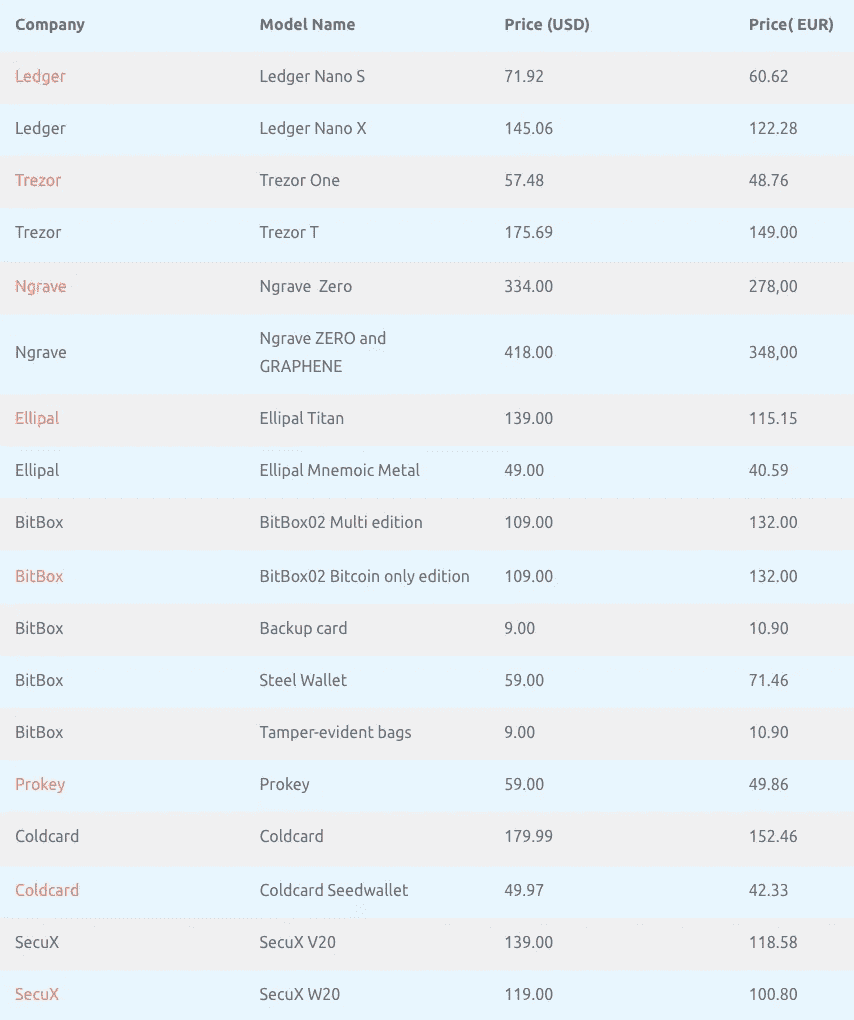 Company Model Name Price (USD) Price( EUR)
Ledger Ledger Nano S 71.92 60.62
Ledger Ledger Nano X 145.06 122.28
Trezor Trezor One 57.48 48.76
Trezor Trezor T 175.69 149.00
Ngrave Ngrave Zero 334.00 278,00
Ngrave Ngrave ZERO and GRAPHENE 418.00 348,00
Ellipal Ellipal Titan 139.00 115.15
Ellipal Ellipal Mnemoic Metal 49.00 40.59
BitBox BitBox02 Multi edition 109.00 132.00
BitBox BitBox02 Bitcoin only edition 109.00 132.00
BitBox Backup card 9.00 10.90
BitBox Steel Wallet 59.00 71.46
BitBox Tamper-evident bags 9.00 10.90
Prokey Prokey 59.00 49.86
Coldcard Coldcard 179.99 152.46
Coldcard Coldcard Seedwallet 49.97 42.33
SecuX SecuX V20 139.00 118.58
SecuX SecuX W20 119.00 100.80